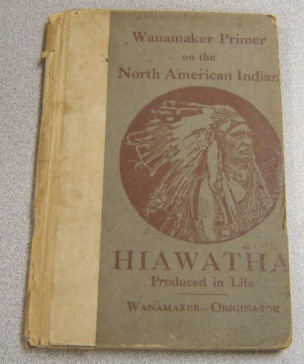 Wanamaker Primer
on the
North American Indian
HIAWATHA
Produced in Life
WANAMAKER—ORIGINATOR